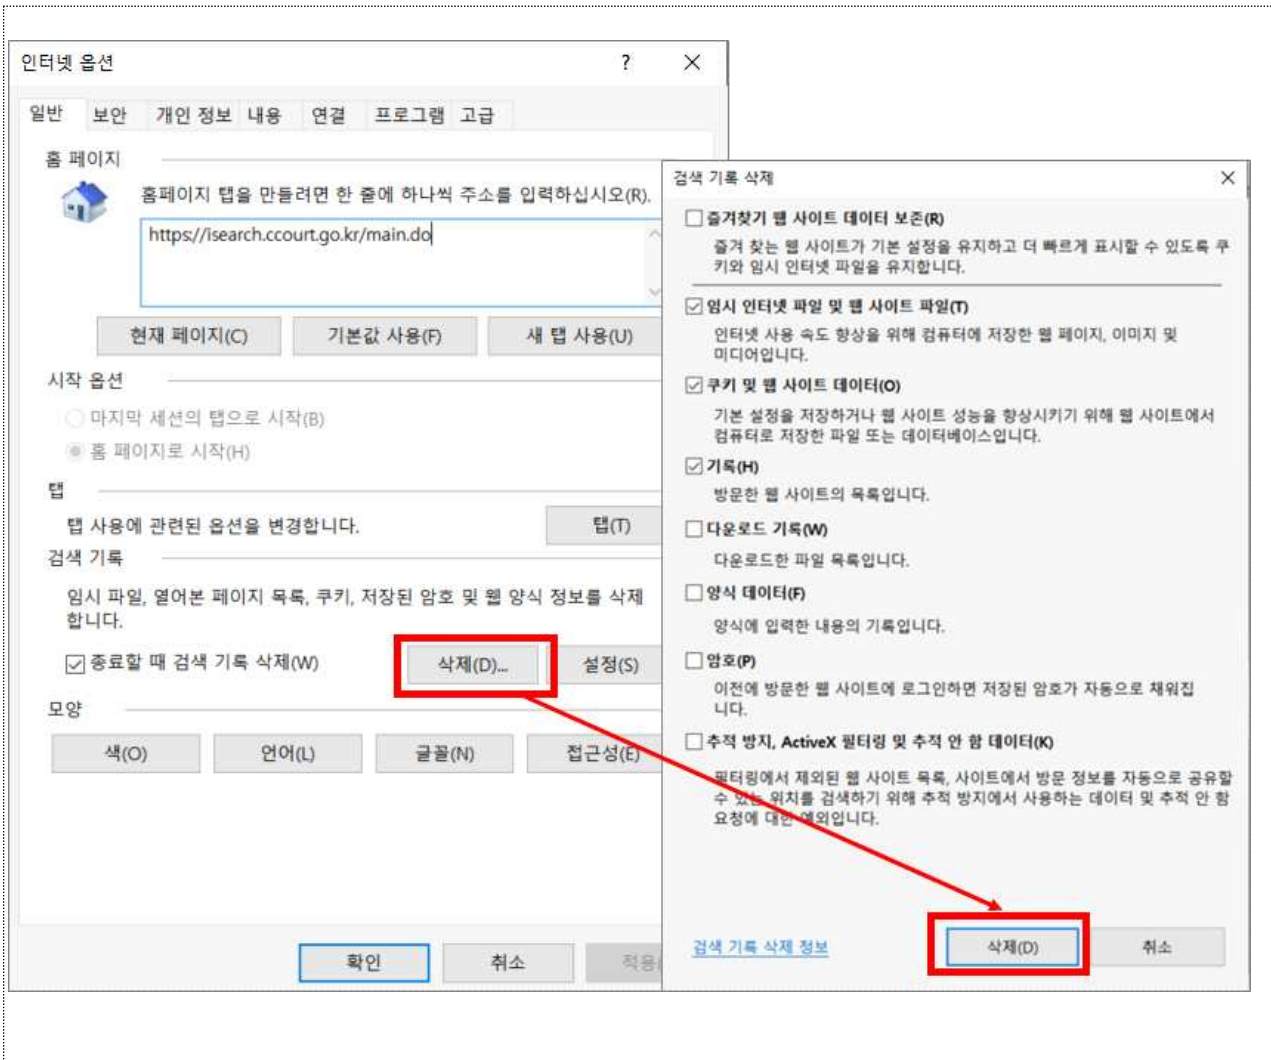 인터넷 옵션 ?
일반 보안 개인 정보 내용 연결 프로그램 고급
홈 페이지
홈페이지 탭을 만들려면 한 줄에 하나씩 주소를 입력하십시오(R).
https://isearch.ccourt.go.kr/main.do
현재 페이지(C) 기본값 사용(F) 새 탭 사용(U)
시작 옵션
마지막 세션의 탭으로 시작(B)
홈 페이지로 시작(H)
탭
탭 사용에 관련된 옵션을 변경합니다. 탭(T)
검색 기록
임시 파일, 열어본 페이지 목록, 쿠키, 저장된 암호 및 웹 양식 정보를 삭제
합니다.
종료할 때 검색 기록 삭제(W) 삭제(D)... 설정(S)
모양
색(O) 언어(L) 글꼴(N) 접근성(E)
확인 취소 적용(
검색 기록 삭제
즐겨찾기 웹 사이트 데이터 보존(R)
즐겨 찾는 웹 사이트가 기본 설정을 유지하고 더 빠르게 표시할 수 있도록 쿠
키와 임시 인터넷 파일을 유지합니다.
임시 인터넷 파일 및 웹 사이트 파일(T)
인터넷 사용 속도 향상을 위해 컴퓨터에 저장한 웹 페이지, 이미지 및
미디어입니다.
쿠키 및 웹 사이트 데이터(O)
기본 설정을 저장하거나 웹 사이트 성능을 향상시키기 위해 웹 사이트에서
컴퓨터로 저장한 파일 또는 데이터베이스입니다.
기록(H)
방문한 웹 사이트의 목록입니다.
다운로드 기록(W)
다운로드한 파일 목록입니다.
양식 데이터(F)
양식에 입력한 내용의 기록입니다.
암호(P)
이전에 방문한 웹 사이트에 로그인하면 저장된 암호가 자동으로 채워집
니다.
추적 방지, ActiveX 필터링 및 추적 안 함 데이터(K)
필터링에서 제외된 웹 사이트 목록, 사이트에서 방문 정보를 자동으로 공유할
수 있는 위치를 검색하기 위해 추적 방지에서 사용하는 데이터 및 추적 안 함
요청에 대한 예외입니다.
검색 기록 삭제 정보 삭제(D) 취소